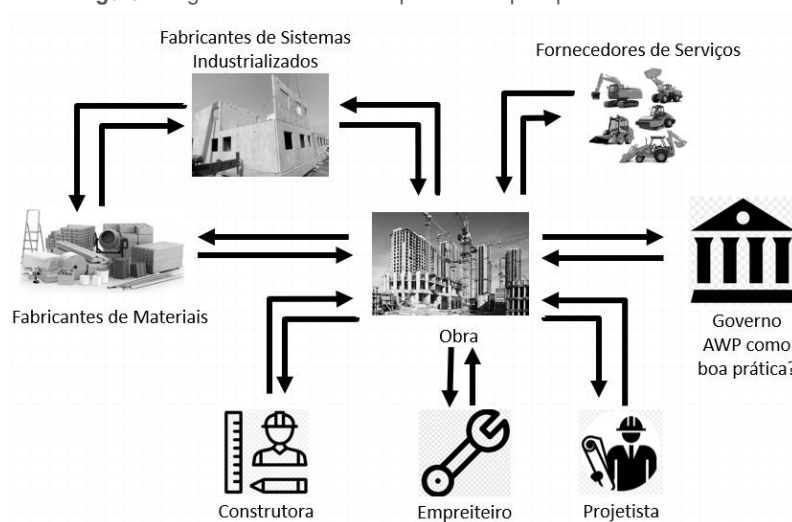 Fabricantes de Sistemas
Industrializados
Fornecedores de Serviços
Fabricantes de Materiais
Obra
Governo
AWP como
boa prática?
Construtora
Empreiteiro
Projetista